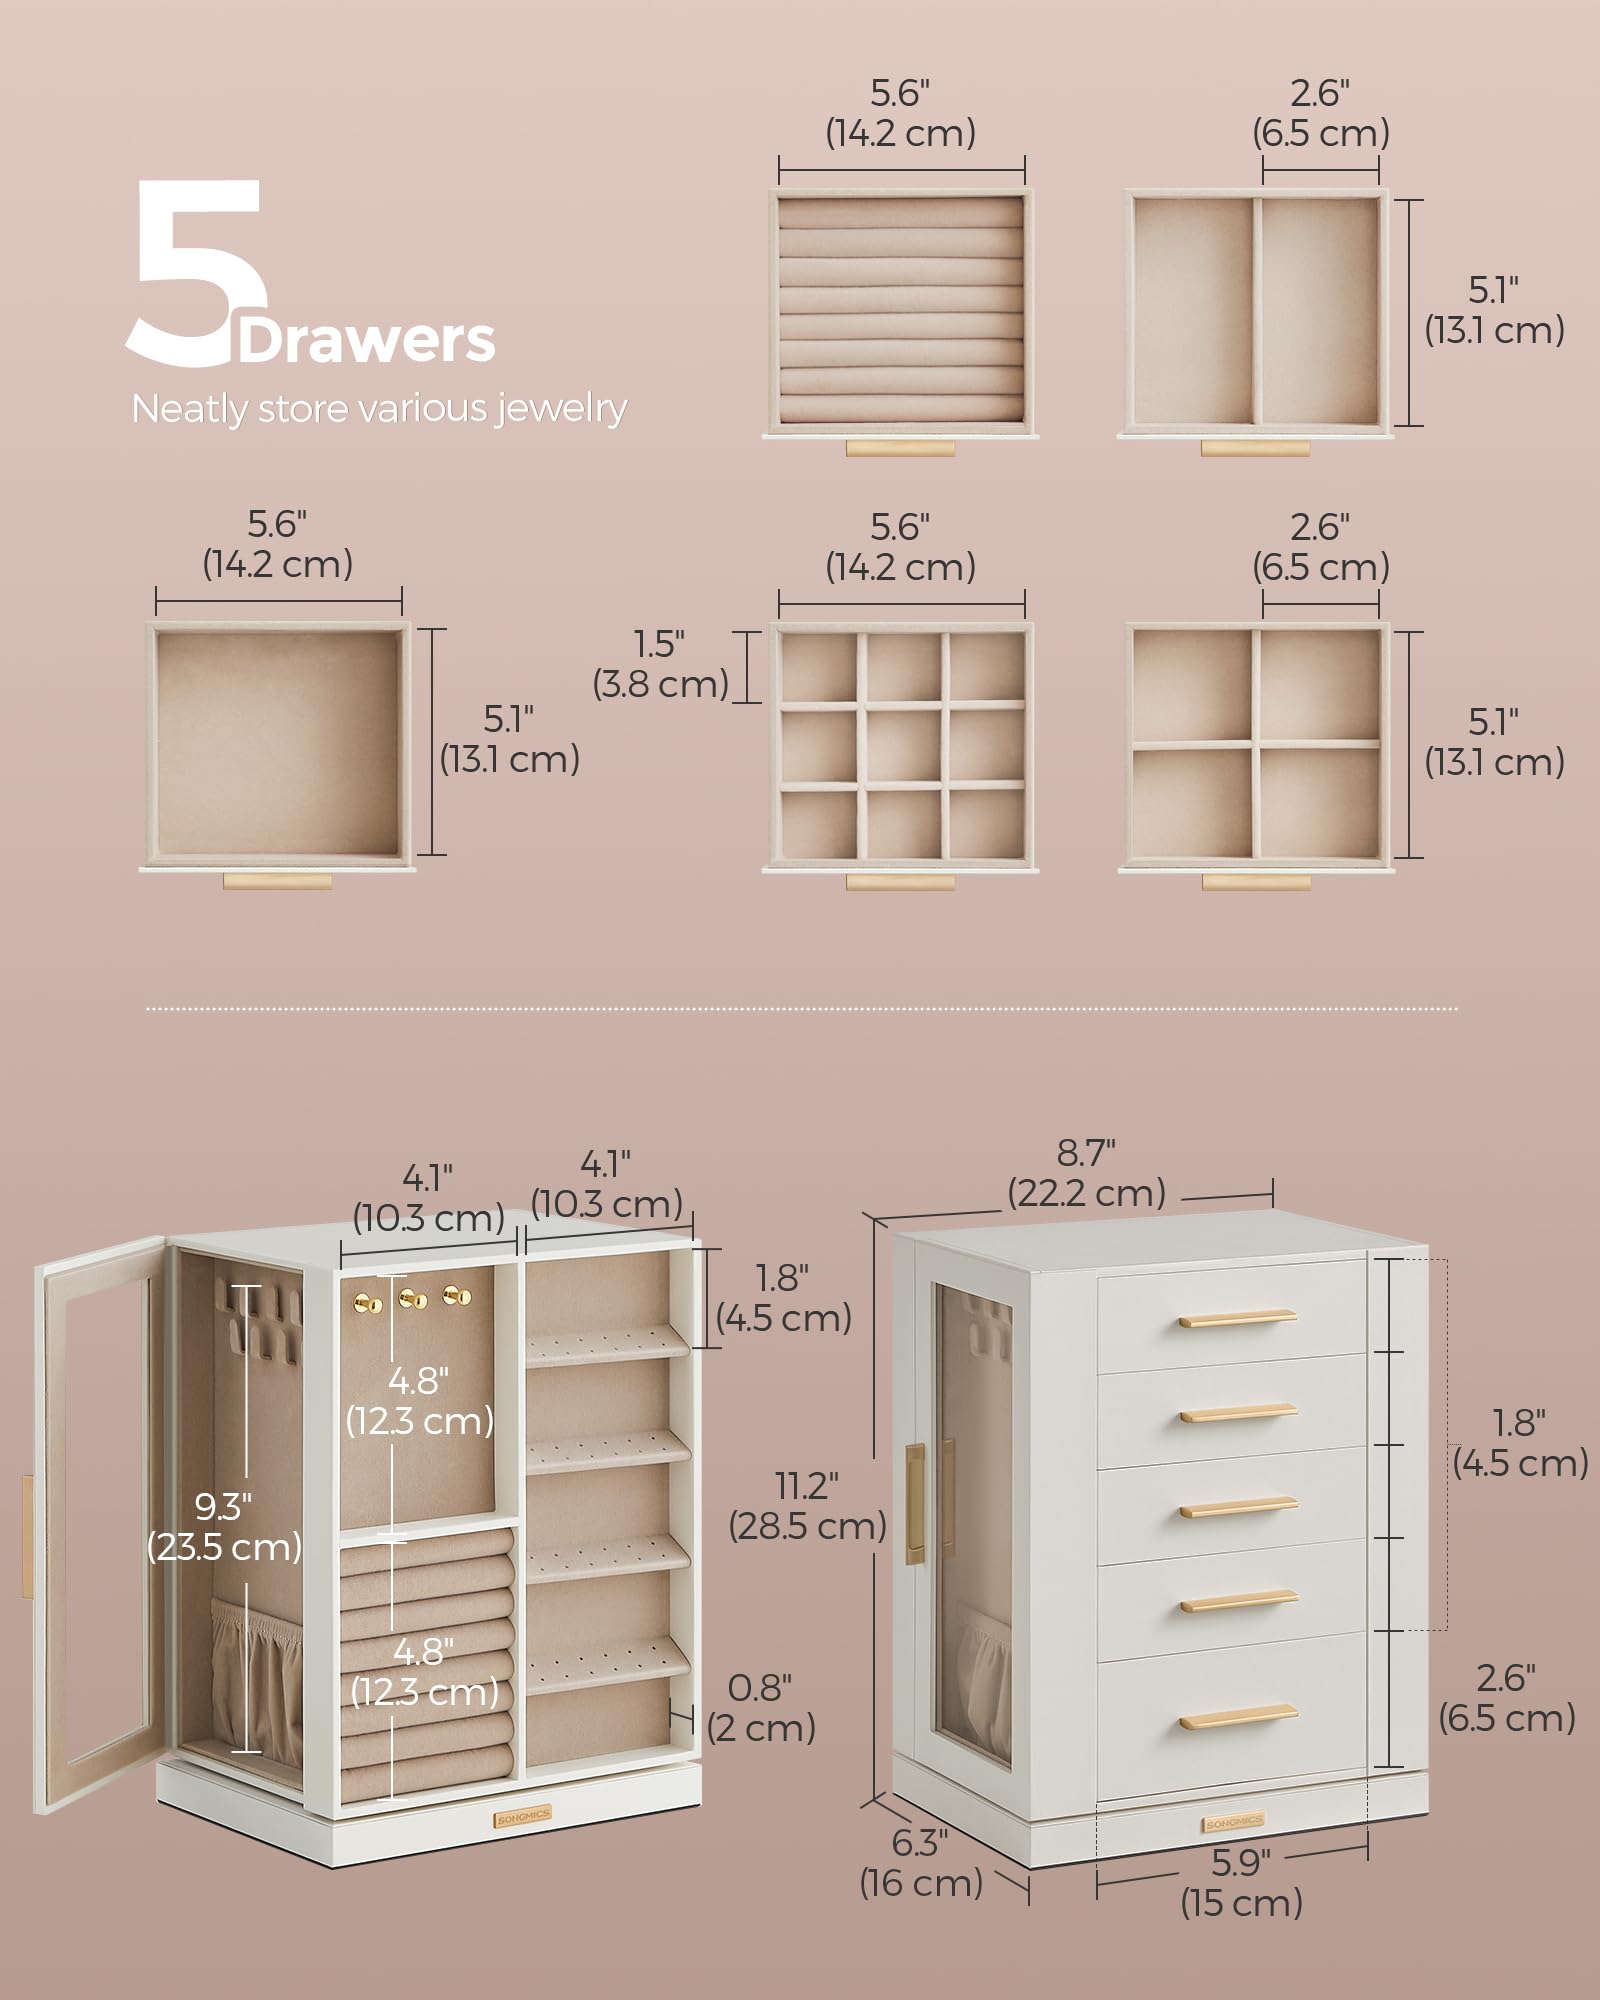 5 Drawers
Neatly store various jewelry
5.6"
(14.2 cm)
2.6"
(6.5 cm)
5.1"
(13.1 cm)
5.6"
(14.2 cm)
5.1"
(13.1 cm)
5.6"
(14.2 cm)
1.5"
(3.8 cm)
2.6"
(6.5 cm)
5.1"
(13.1 cm)
4.1"
(10.3 cm)
4.1"
(10.3 cm)
1.8"
(4.5 cm)
4.8"
(12.3 cm)
9.3"
(23.5 cm)
4.8"
(12.3 cm)
0.8"
(2 cm)
SONGMICS
8.7"
(22.2 cm)
11.2"
(28.5 cm)
1.8"
(4.5 cm)
2.6"
(6.5 cm)
SONGMICS
6.3"
(16 cm)
5.9"
(15 cm)